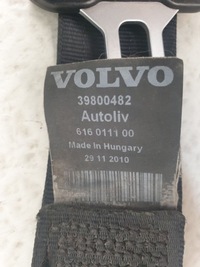 VOLVO
39800482
Autoliv
616 0111 00
Made In Hungary
29 11 2010